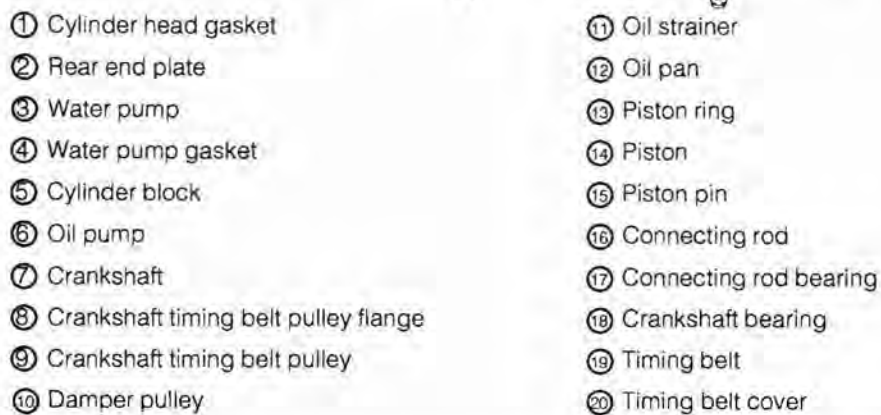 ① Cylinder head gasket
② Rear end plate
③ Water pump
④ Water pump gasket
⑤ Cylinder block
⑥ Oil pump
⑦ Crankshaft
⑧ Crankshaft timing belt pulley flange
⑨ Crankshaft timing belt pulley
⑩ Damper pulley
⑪ Oil strainer
⑫ Oil pan
⑬ Piston ring
⑭ Piston
⑮ Piston pin
⑯ Connecting rod
⑰ Connecting rod bearing
⑱ Crankshaft bearing
⑲ Timing belt
⑳ Timing belt cover